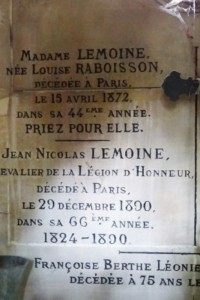 MADAME LEMOINE,
NÉE LOUISE RABOISSON,
DÉCÉDÉE À PARIS,
LE 15 AVRIL 1872,
DANS SA 44ÈME ANNÉE.
PRIEZ POUR ELLE.
JEAN NICOLAS LEMOINE,
CHEVALIER DE LA LÉGION D'HONNEUR,
DÉCÉDÉ À PARIS,
LE 29 DÉCEMBRE 1890,
DANS SA 66ÈME ANNÉE.
1824-1890.
FRANÇOISE BERTHE LÉONIE
DÉCÉDÉE À 75 ANS LE